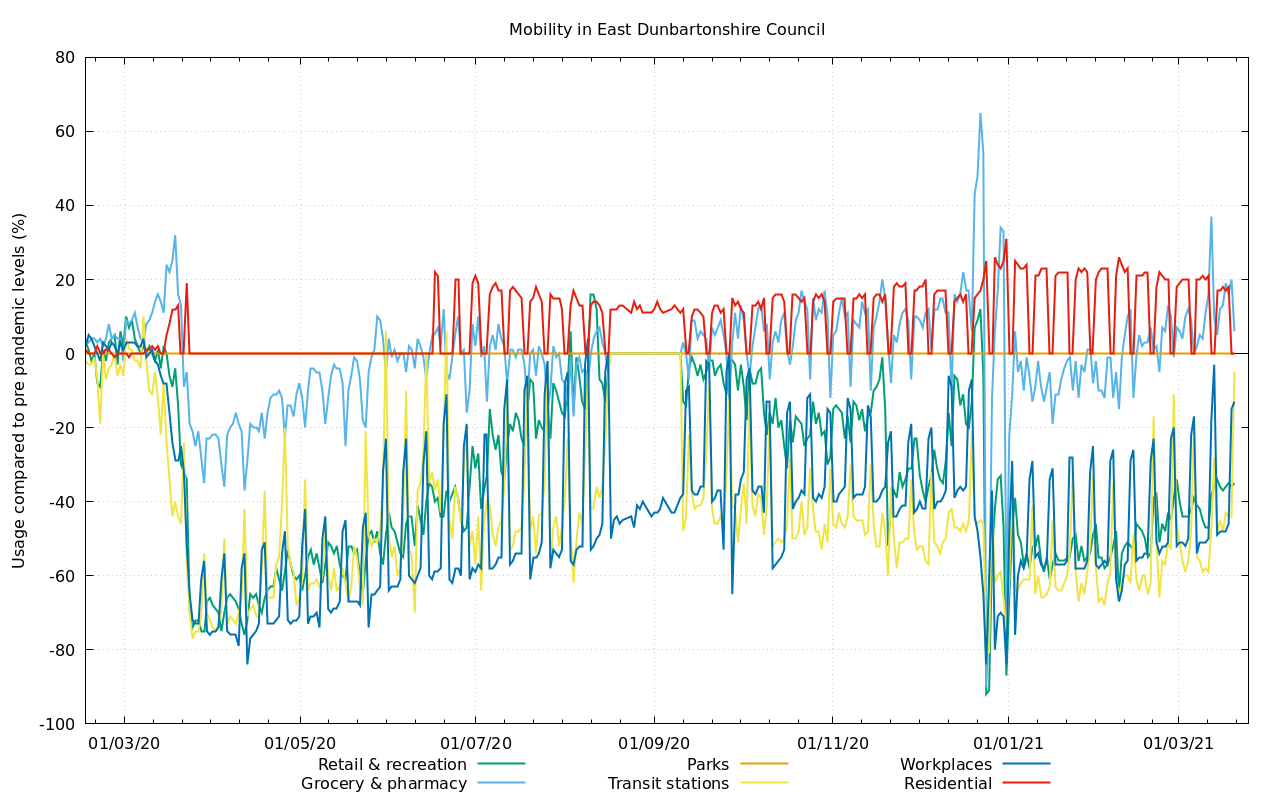 Mobility in East Dunbartonshire Council
Usage compared to pre pandemic levels (%)
80
60
40
20
0
-20
-40
-60
-80
-100
01/03/20 01/05/20 01/07/20 01/09/20 01/11/20 01/01/21 01/03/21
Retail & recreation Parks Workplaces
Grocery & pharmacy Transit stations Residential